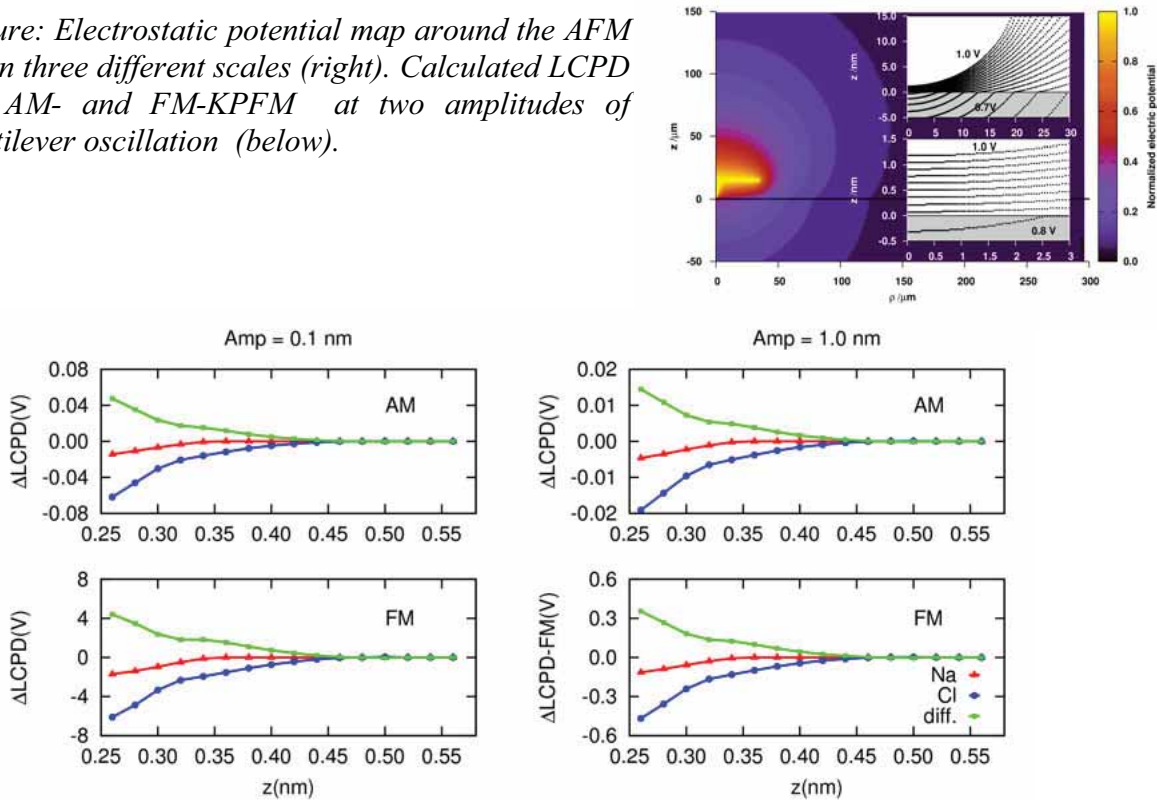 ure: Electrostatic potential map around the AFM
n three different scales (right). Calculated LCPD
AM- and FM-KPFM at two amplitudes of
tilever oscillation (below).
150
100
50
0
-50
z /μm
0 50 100 150 200 250 300
ρ /μm
15.0
10.0
5.0
0.0
-5.0
z /nm
1.0 V
0.7V
0 5 10 15 20 25 30
1.5
1.0
0.5
0.0
-0.5
z /nm
1.0 V
0.8 V
0 0.5 1 1.5 2 2.5 3
1.0
0.8
0.6
0.4
0.2
0.0
Normalized electric potential
Amp = 0.1 nm
0.08
0.04
0.00
-0.04
-0.08
ΔLCPD(V)
AM
0.25 0.30 0.35 0.40 0.45 0.50 0.55
Amp = 1.0 nm
0.02
0.01
0.00
-0.01
-0.02
ΔLCPD(V)
AM
0.25 0.30 0.35 0.40 0.45 0.50 0.55
8
4
0
-4
-8
ΔLCPD(V)
FM
0.25 0.30 0.35 0.40 0.45 0.50 0.55
z(nm)
0.6
0.3
0.0
-0.3
-0.6
ΔLCPD-FM(V)
FM
Na
Cl
diff.
0.25 0.30 0.35 0.40 0.45 0.50 0.55
z(nm)